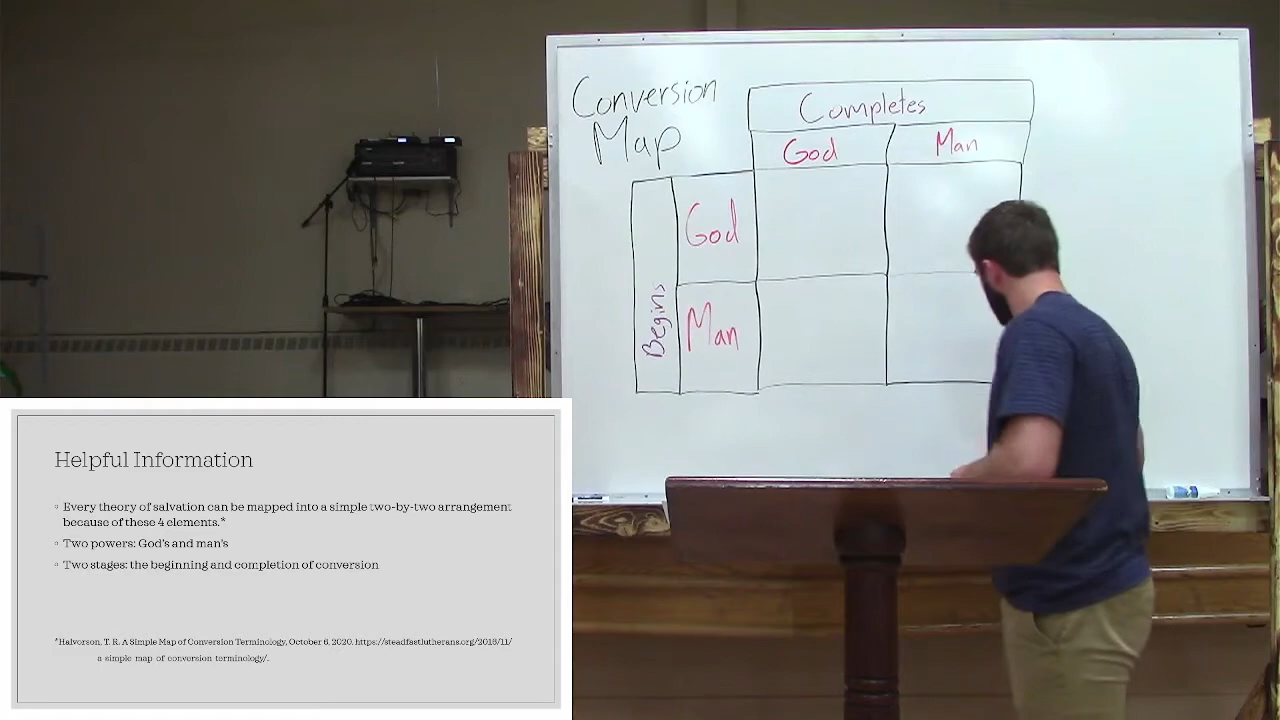 Conversion
Map
Completes
God Man
Begins
God
Man
Helpful Information
◦ Every theory of salvation can be mapped into a simple two-by-two arrangement
because of these 4 elements.*
◦ Two powers: God's and man's
◦ Two stages: the beginning and completion of conversion
*Halvorson, T. R. A Simple Map of Conversion Terminology, October 6, 2020. https://steadfastlutherans.org/2016/11/
a simple map of conversion terminology/.